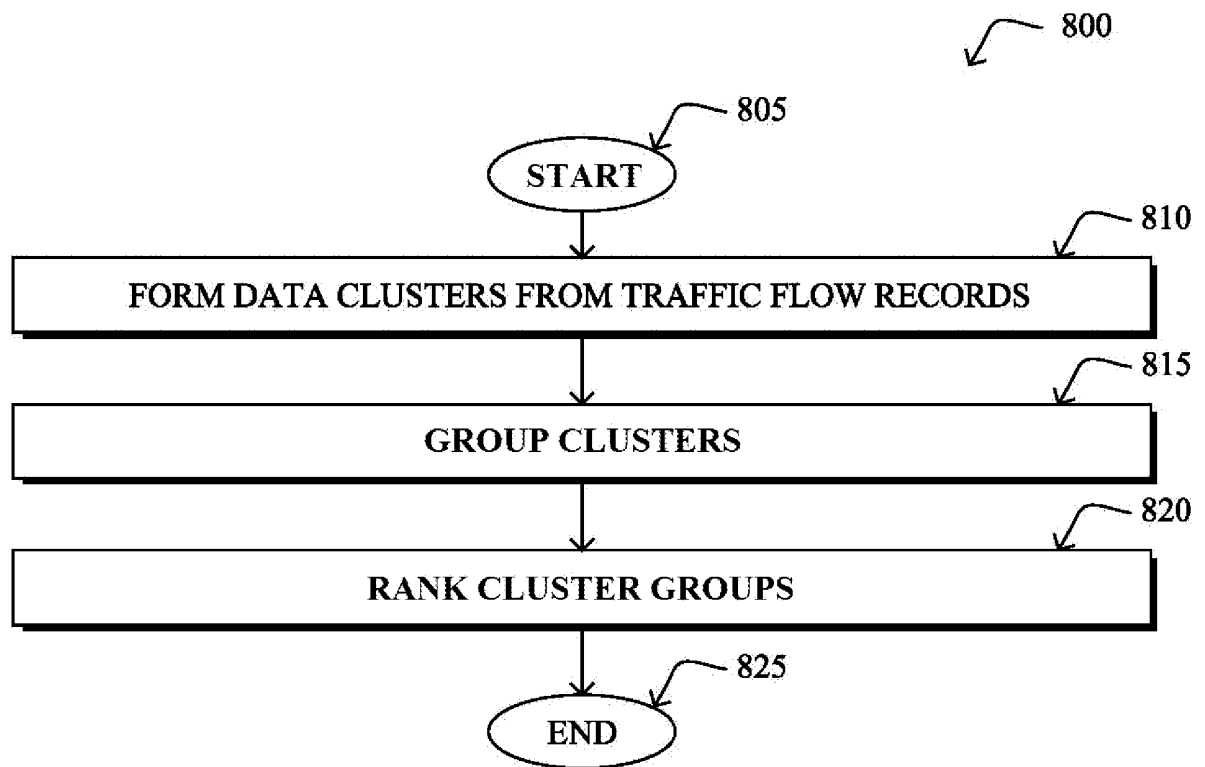 800
805
START
810
FORM DATA CLUSTERS FROM TRAFFIC FLOW RECORDS
815
GROUP CLUSTERS
820
RANK CLUSTER GROUPS
825
END